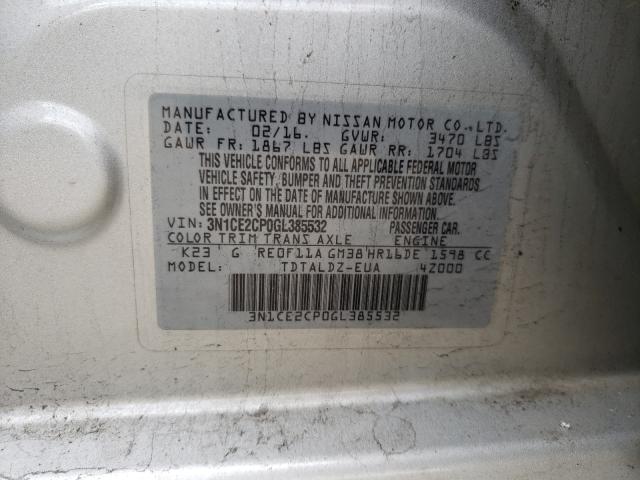 MANUFACTURED BY NISSAN MOTOR CO., LTD.
DATE: 02/16. GVWR: 3470 LBS
GAWR FR: 1867 LBS GAWR RR: 1704 LBS
THIS VEHICLE CONFORMS TO ALL APPLICABLE FEDERAL MOTOR
VEHICLE SAFETY, BUMPER AND THEFT PREVENTION STANDARDS
IN EFFECT ON THE DATE OF MANUFACTURE SHOWN ABOVE.
SEE OWNER'S MANUAL FOR ADDITIONAL INFORMATION.
VIN: 3N1CE2CP0GL385532 PASSENGER CAR.
COLOR TRIM TRANS AXLE ENGINE
K23 G RE0F11A GM38 HR16DE 1598 CC
MODEL: TDTALDZ-EUA 4Z000
3N1CE2CP0GL385532